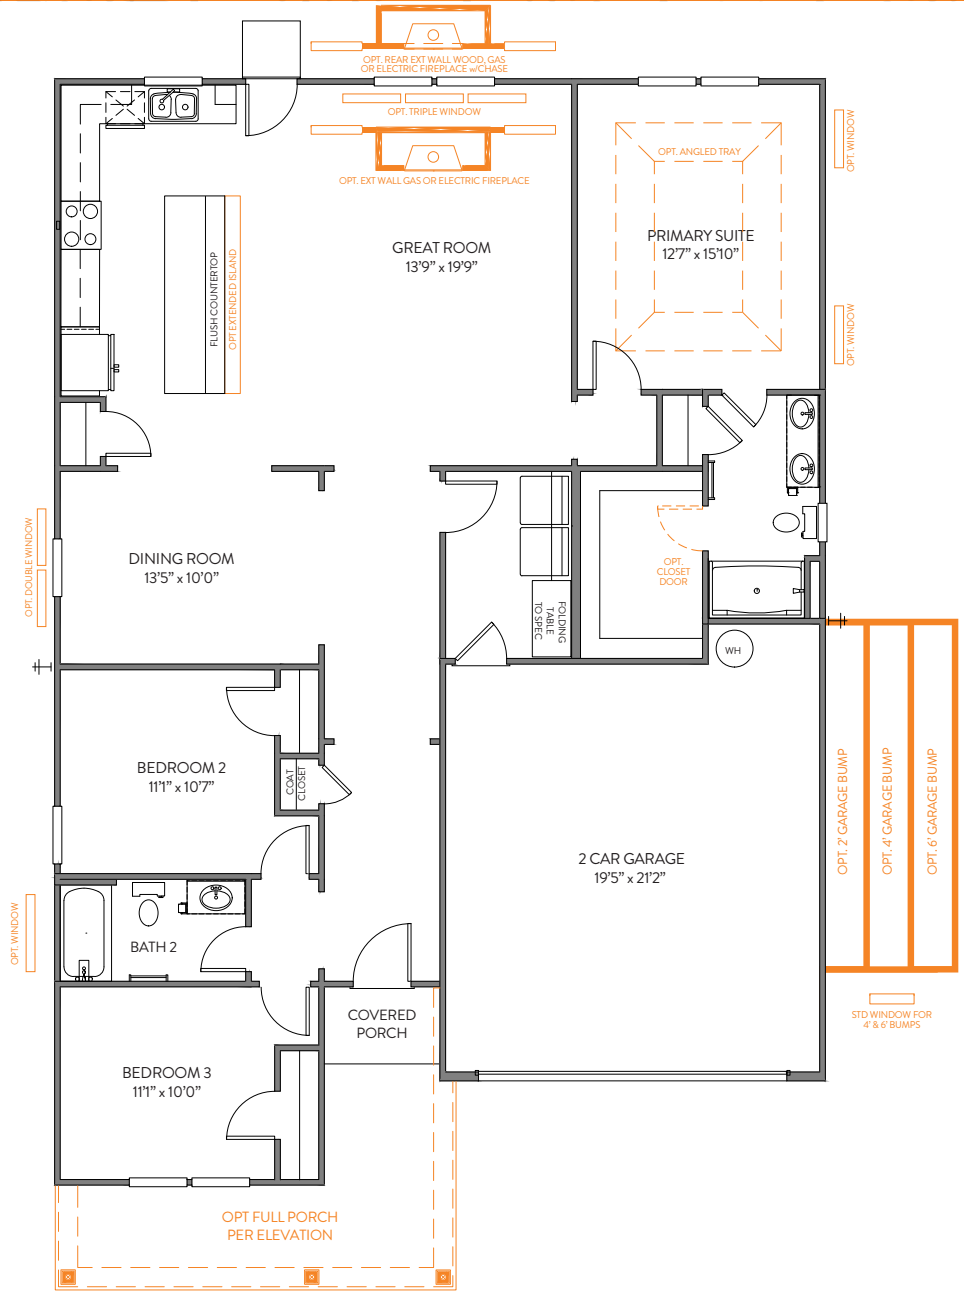 OPT. REAR EXT WALL WOOD, GAS
OR ELECTRIC FIREPLACE w/CHASE
OPT. TRIPLE WINDOW
OPT. EXT WALL GAS OR ELECTRIC FIREPLACE
OPT. ANGLED TRAY
OPT. WINDOW
PRIMARY SUITE
12'7" x 15'10"
GREAT ROOM
13'9" x 19'9"
FLUSH COUNTERTOP
OPT EXTENDED ISLAND
OPT. WINDOW
DINING ROOM
13'5" x 10'0"
OPT. DOUBLE WINDOW
OPT.
CLOSET
DOOR
FOLDING
TABLE
TO SPEC
WH
BEDROOM 2
11'1" x 10'7"
COAT
CLOSET
2 CAR GARAGE
19'5" x 21'2"
OPT. 2' GARAGE BUMP
OPT. 4' GARAGE BUMP
OPT. 6' GARAGE BUMP
OPT. WINDOW
BATH 2
STD WINDOW FOR
4' & 6' BUMPS
COVERED
PORCH
BEDROOM 3
11'1" x 10'0"
OPT FULL PORCH
PER ELEVATION